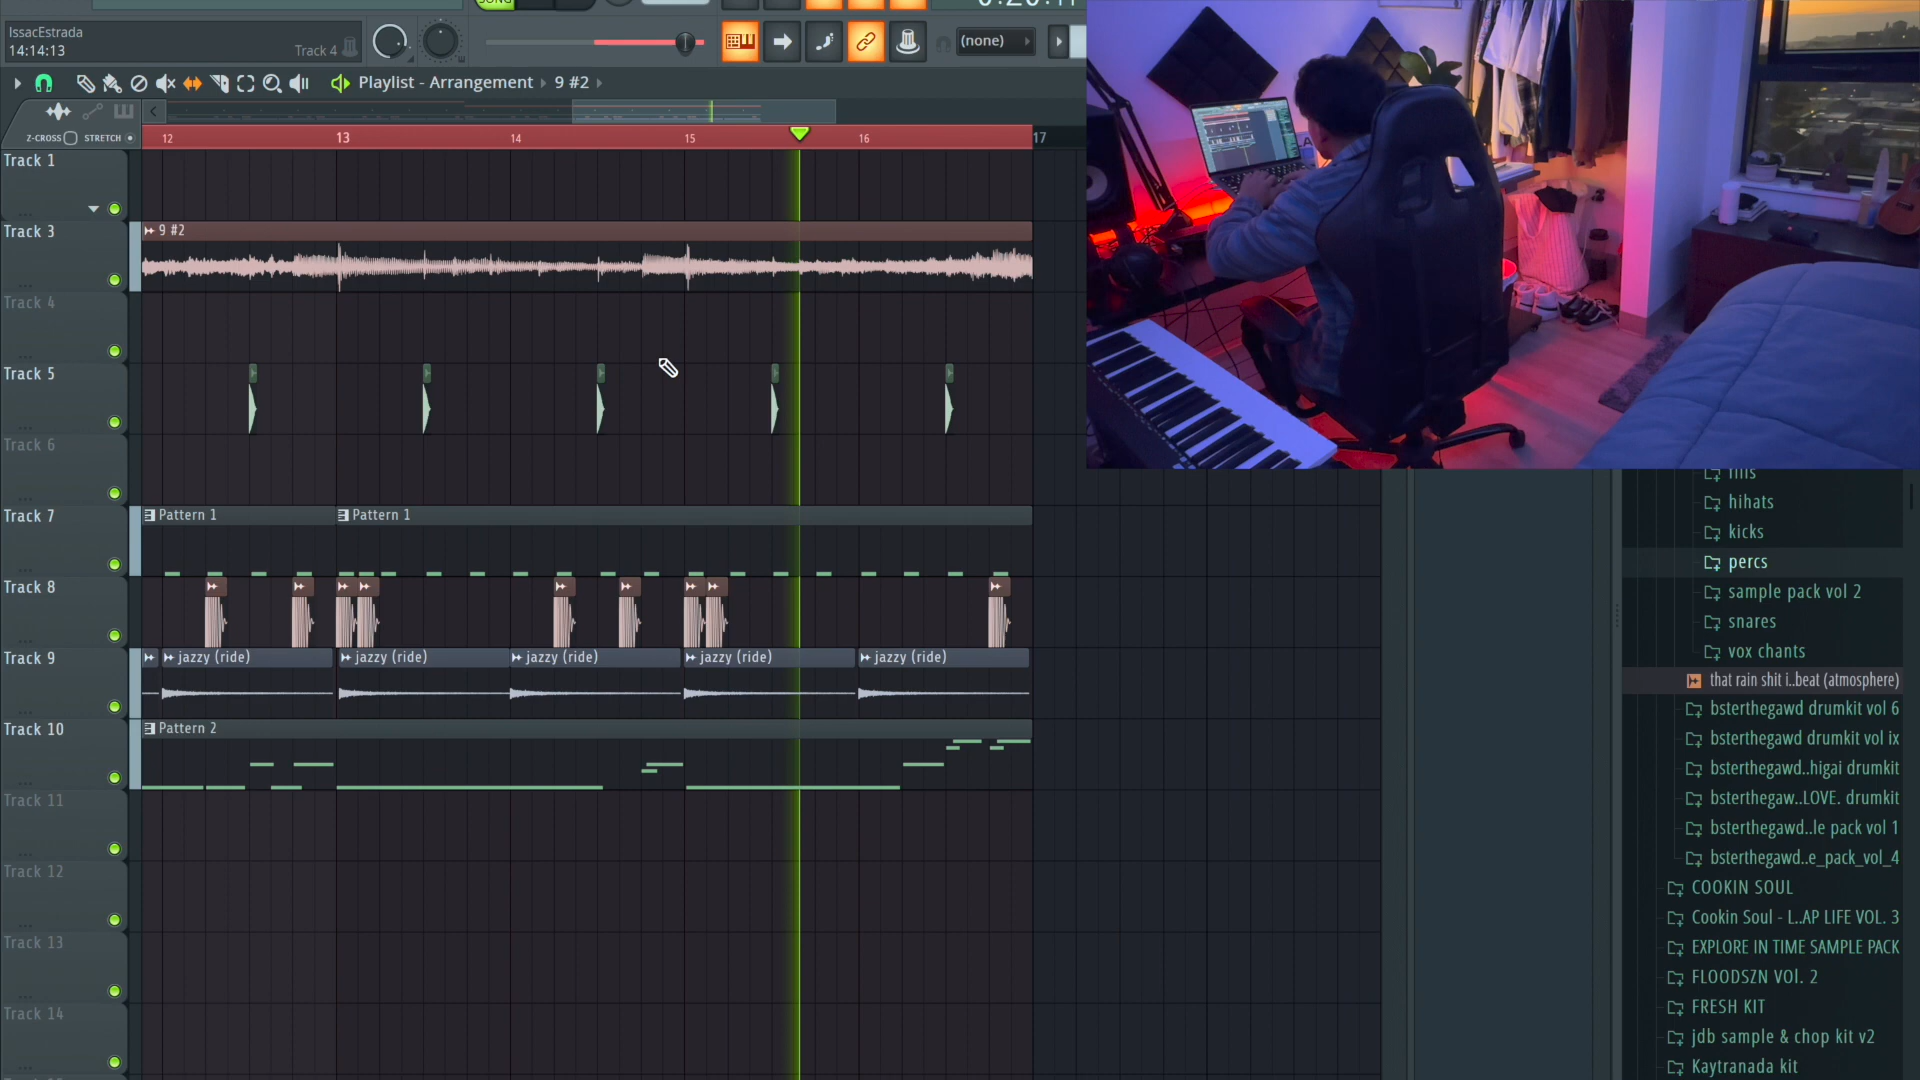 SONG
IssacEstrada
14:14:13
Track 4
(none)
Playlist - Arrangement
9 #2
Z-CROSS
STRETCH
12
13
14
15
16
17
Track 1
Track 3
9 #2
Track 4
Track 5
Track 6
Track 7
Pattern 1
Pattern 1
Track 8
Track 9
jazzy (ride)
jazzy (ride)
jazzy (ride)
jazzy (ride)
jazzy (ride)
Track 10
Pattern 2
Track 11
Track 12
Track 13
Track 14
hihats
kicks
percs
sample pack vol 2
snares
vox chants
that rain shit i..beat (atmosphere)
bsterthegawd drumkit vol 6
bsterthegawd drumkit vol ix
bsterthegawd..higai drumkit
bsterthegaw..LOVE. drumkit
bsterthegawd..le pack vol 1
bsterthegawd..e_pack_vol_4
COOKIN SOUL
Cookin Soul - L..AP LIFE VOL. 3
EXPLORE IN TIME SAMPLE PACK
FLOODSZN VOl. 2
FRESH KIT
jdb sample & chop kit v2
Kaytranada kit